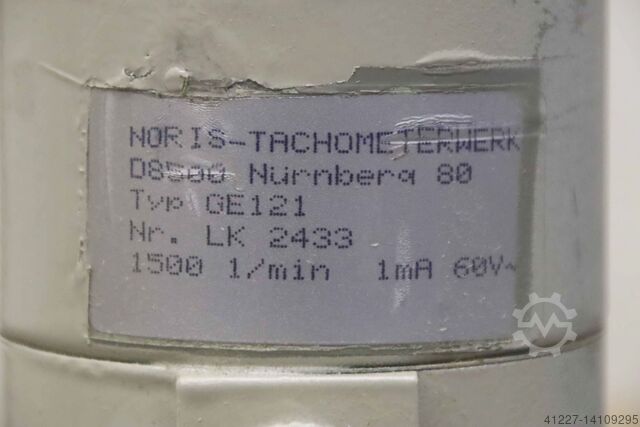 NORIS-TACHOMETERWERK
D8500 Nürnberg 80
Typ GE121
Nr. LK 2433
1500 1/min 1mA 60V~
41227-14109295